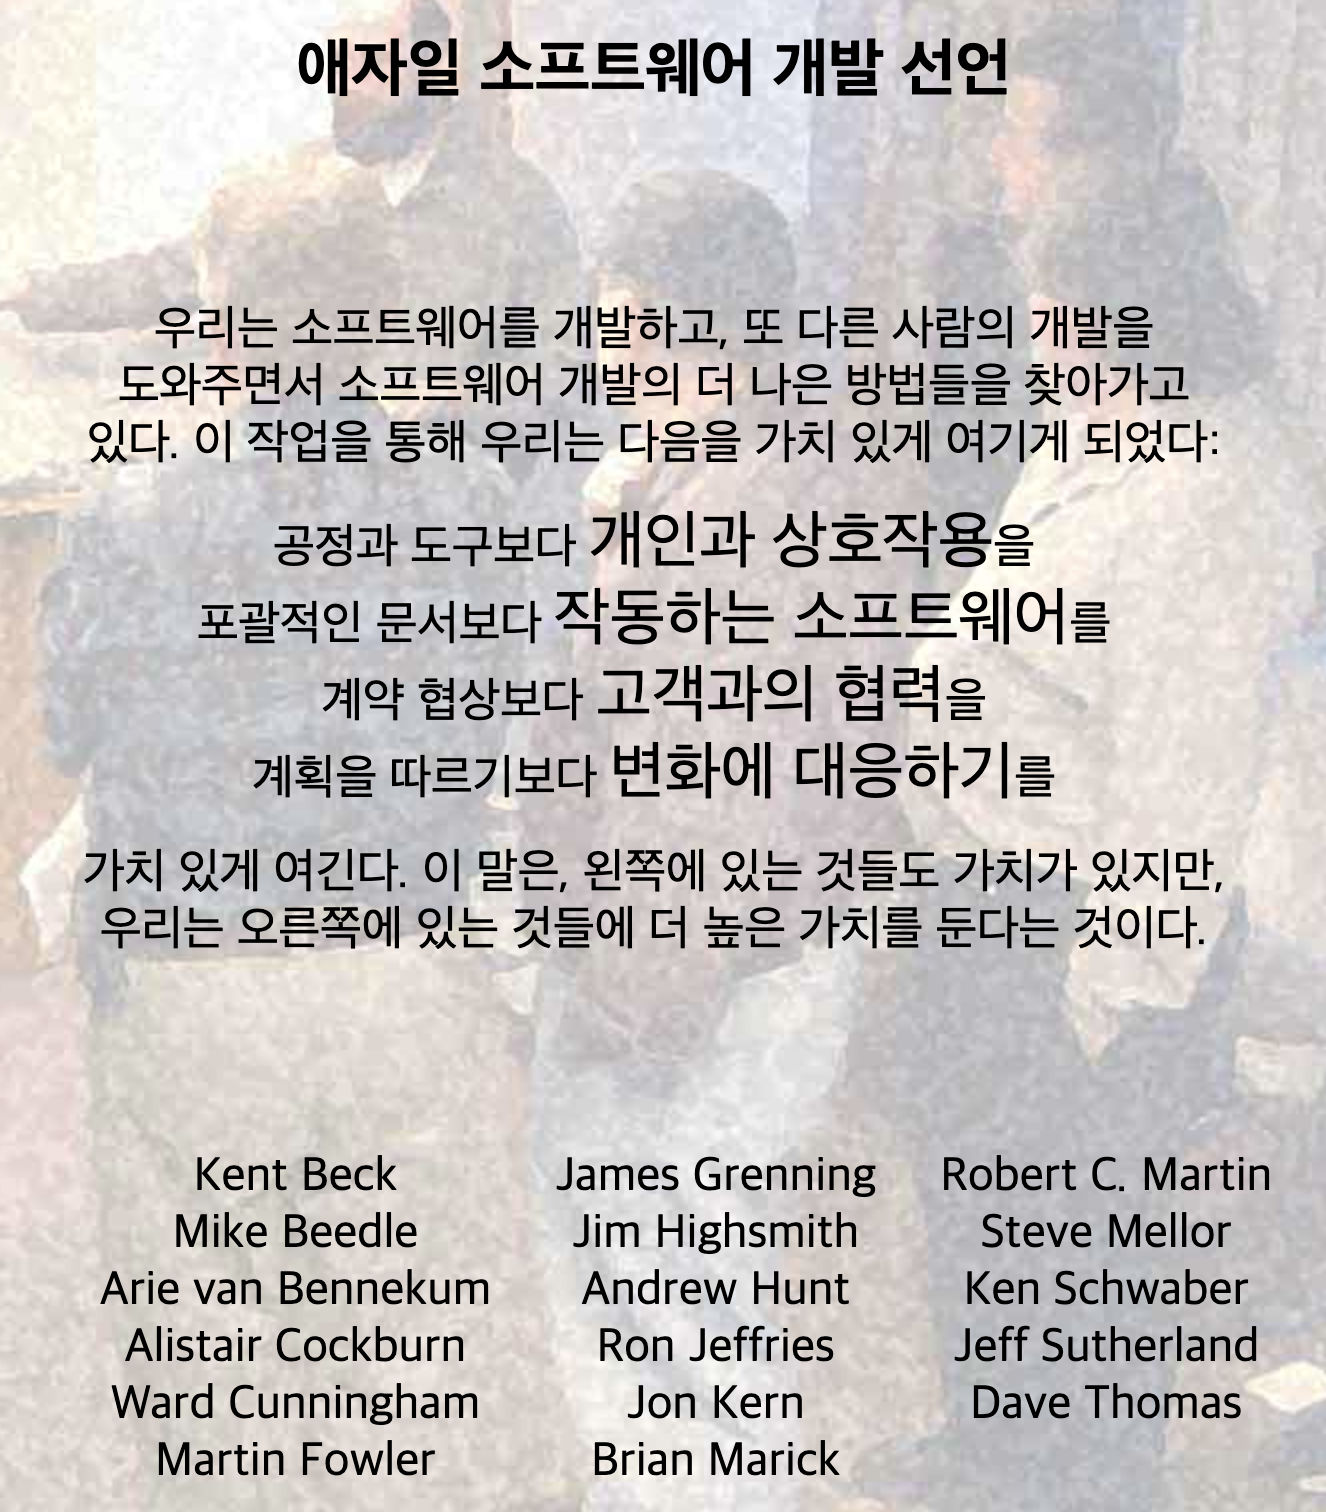 애자일 소프트웨어 개발 선언
우리는 소프트웨어를 개발하고, 또 다른 사람의 개발을
도와주면서 소프트웨어 개발의 더 나은 방법들을 찾아가고
있다. 이 작업을 통해 우리는 다음을 가치 있게 여기게 되었다:
공정과 도구보다 개인과 상호작용을
포괄적인 문서보다 작동하는 소프트웨어를
계약 협상보다 고객과의 협력을
계획을 따르기보다 변화에 대응하기를
가치 있게 여긴다. 이 말은, 왼쪽에 있는 것들도 가치가 있지만,
우리는 오른쪽에 있는 것들에 더 높은 가치를 둔다는 것이다.
Kent Beck
Mike Beedle
Arie van Bennekum
Alistair Cockburn
Ward Cunningham
Martin Fowler
James Grenning
Jim Highsmith
Andrew Hunt
Ron Jeffries
Jon Kern
Brian Marick
Robert C. Martin
Steve Mellor
Ken Schwaber
Jeff Sutherland
Dave Thomas